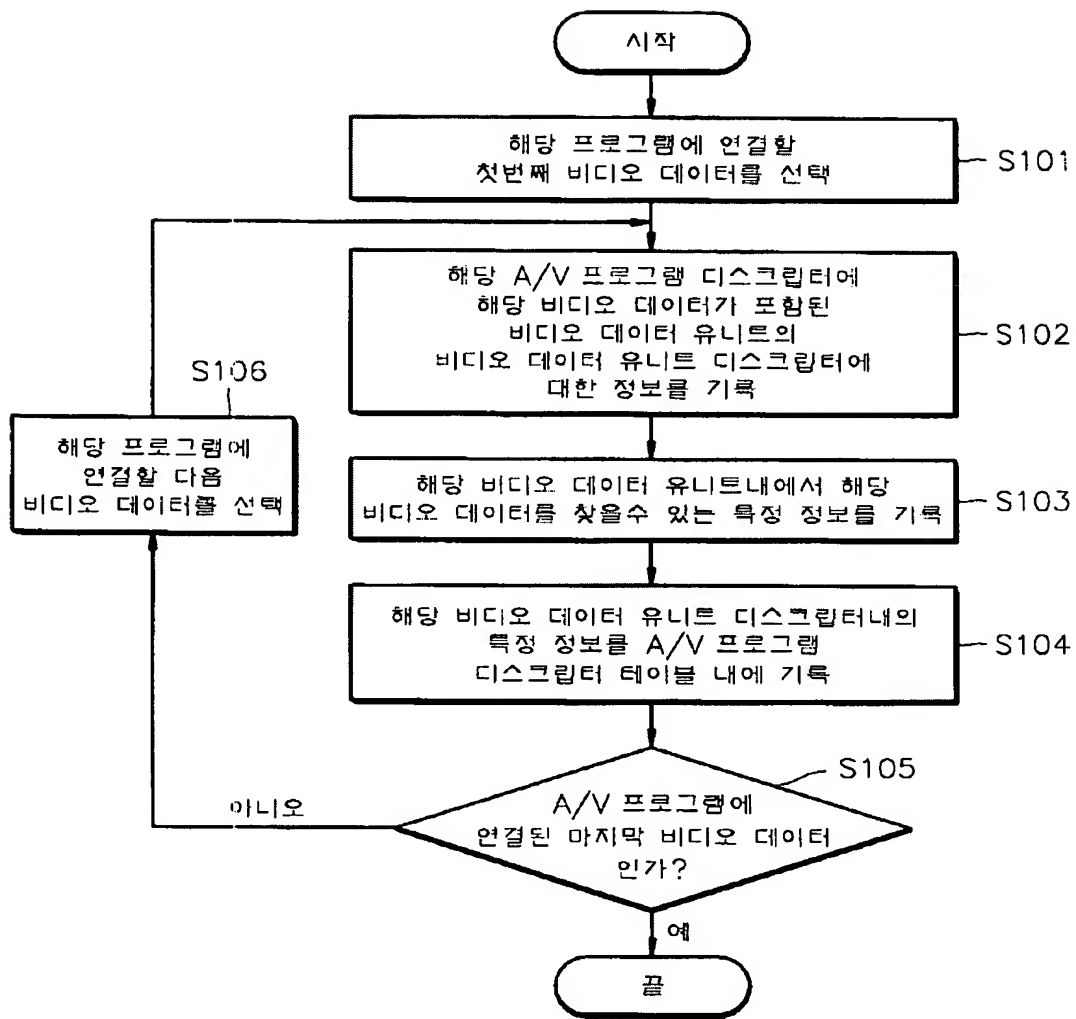 시작
해당 프로그램에 연결할
첫번째 비디오 데이터를 선택
S101
해당 A/V 프로그램 디스크립터에
해당 비디오 데이터가 포함된
비디오 데이터 유니트의
비디오 데이터 유니트 디스크립터에
대한 정보를 기록
S102
S106
해당 프로그램에
연결할 다음
비디오 데이터를 선택
해당 비디오 데이터 유니트내에서 해당
비디오 데이터를 찾을수 있는 특정 정보를 기록
S103
해당 비디오 데이터 유니트 디스크립터내의
특정 정보를 A/V 프로그램
디스크립터 테이블 내에 기록
S104
S105
A/V 프로그램에
연결된 마지막 비디오 데이터
인가?
아니오
예
끝